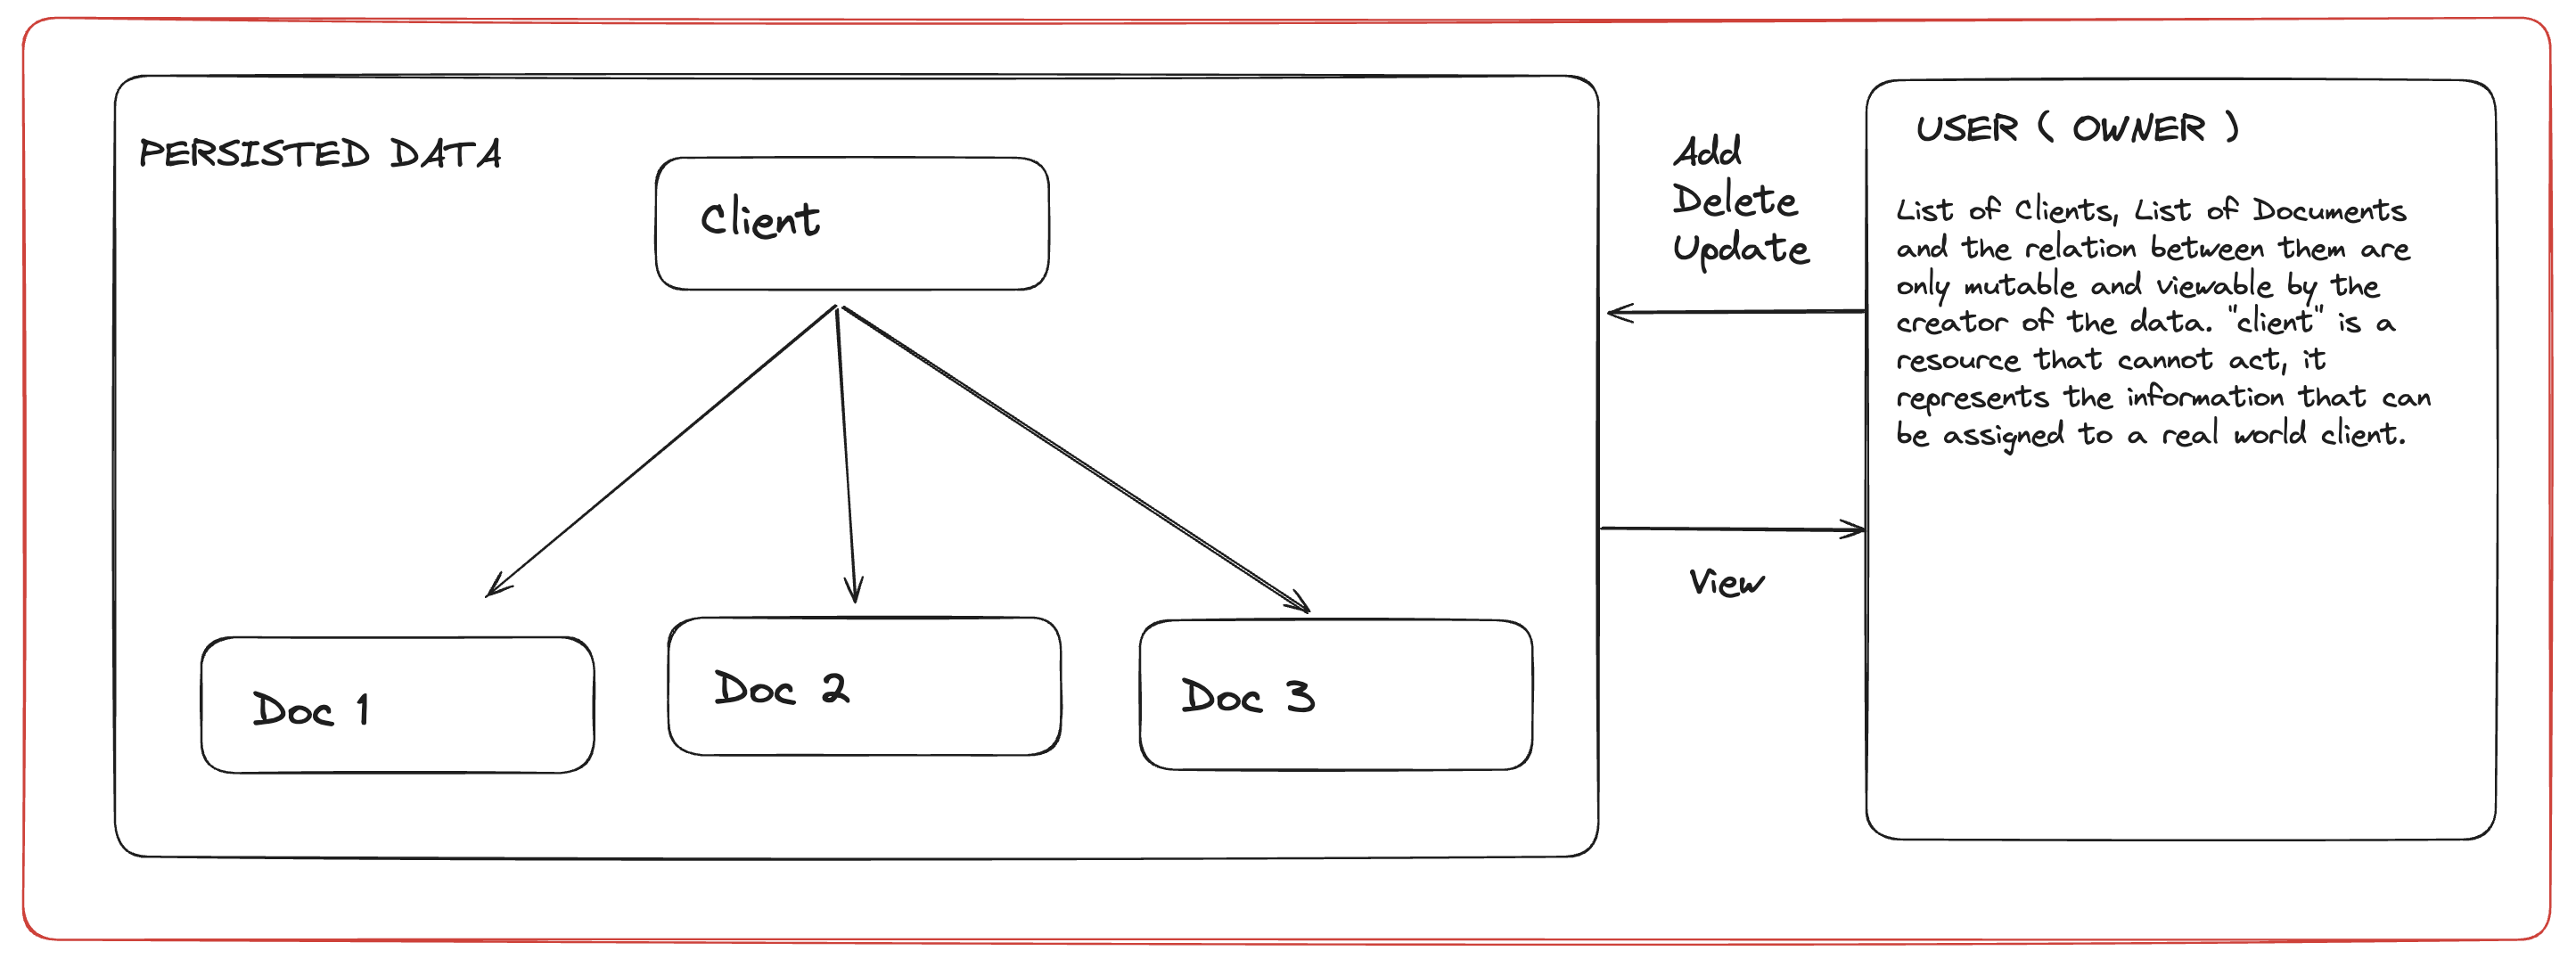 PERSISTED DATA
Client
Doc 1
Doc 2
Doc 3
Add
Delete
Update
View
USER ( OWNER )
List of Clients, List of Documents
and the relation between them are
only mutable and viewable by the
creator of the data. "client" is a
resource that cannot act, it
represents the information that can
be assigned to a real world client.